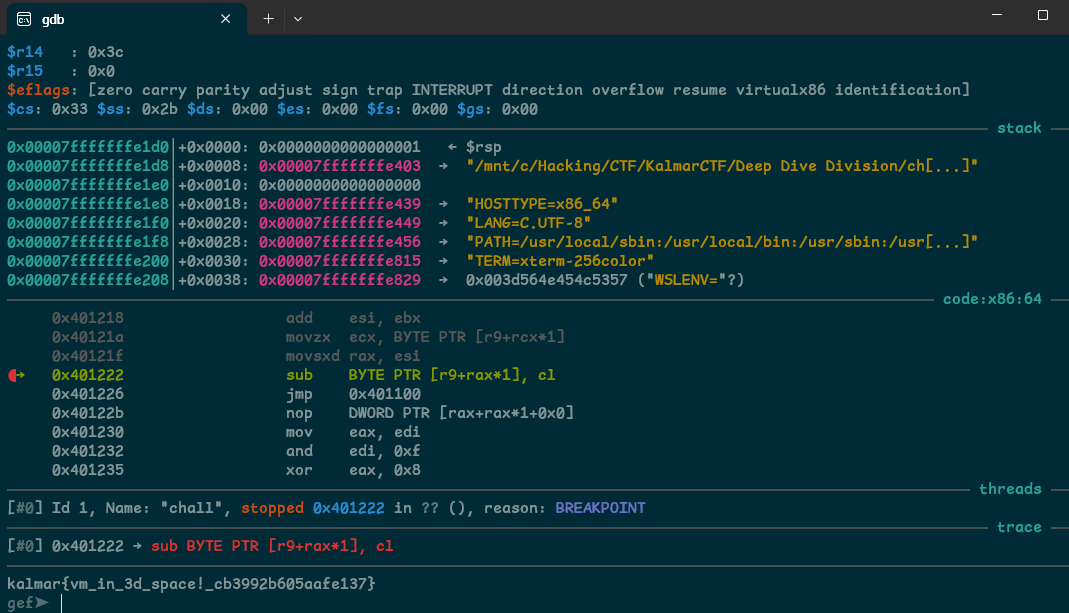 gdb
$r14   : 0x3c
$r15   : 0x0
$eflags: [zero carry parity adjust sign trap INTERRUPT direction overflow resume virtualx86 identification]
$cs: 0x33 $ss: 0x2b $ds: 0x00 $es: 0x00 $fs: 0x00 $gs: 0x00
stack
0x00007fffffffe1d0│+0x0000: 0x0000000000000001   ← $rsp
0x00007fffffffe1d8│+0x0008: 0x00007fffffffe403  →  "/mnt/c/Hacking/CTF/KalmarCTF/Deep Dive Division/ch[...]"
0x00007fffffffe1e0│+0x0010: 0x0000000000000000
0x00007fffffffe1e8│+0x0018: 0x00007fffffffe439  →  "HOSTTYPE=x86_64"
0x00007fffffffe1f0│+0x0020: 0x00007fffffffe449  →  "LANG=C.UTF-8"
0x00007fffffffe1f8│+0x0028: 0x00007fffffffe456  →  "PATH=/usr/local/sbin:/usr/local/bin:/usr/sbin:/usr[...]"
0x00007fffffffe200│+0x0030: 0x00007fffffffe815  →  "TERM=xterm-256color"
0x00007fffffffe208│+0x0038: 0x00007fffffffe829  →  0x003d564e454c5357 ("WSLENV="?)
code:x86:64
0x401218                  add    esi, ebx
0x40121a                  movzx  ecx, BYTE PTR [r9+rcx*1]
0x40121f                  movsxd rax, esi
0x401222                  sub    BYTE PTR [r9+rax*1], cl
0x401226                  jmp    0x401100
0x40122b                  nop    DWORD PTR [rax+rax*1+0x0]
0x401230                  mov    eax, edi
0x401232                  and    edi, 0xf
0x401235                  xor    eax, 0x8
threads
[#0] Id 1, Name: "chall", stopped 0x401222 in ?? (), reason: BREAKPOINT
trace
[#0] 0x401222 → sub BYTE PTR [r9+rax*1], cl
kalmar{vm_in_3d_space!_cb3992b605aafe137}
gef➤